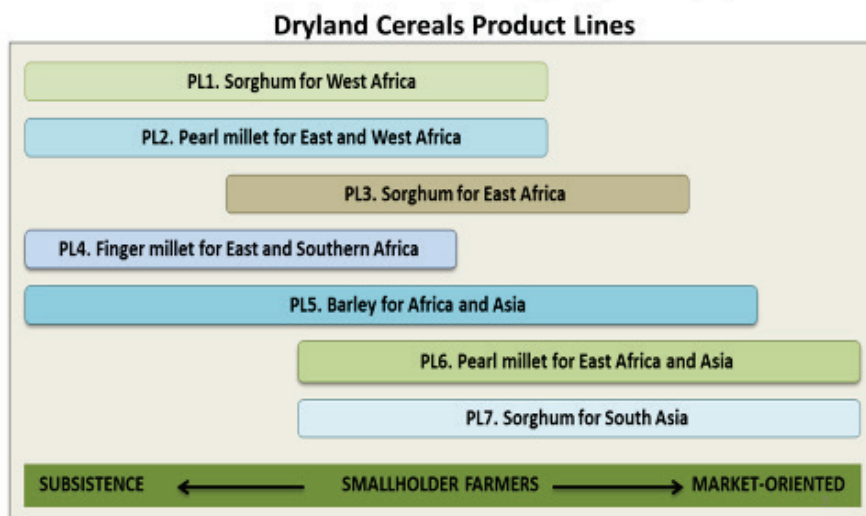 Dryland Cereals Product Lines
PL1. Sorghum for West Africa
PL2. Pearl millet for East and West Africa
PL3. Sorghum for East Africa
PL4. Finger millet for East and Southern Africa
PL5. Barley for Africa and Asia
PL6. Pearl millet for East Africa and Asia
PL7. Sorghum for South Asia
SUBSISTENCE SMALLHOLDER FARMERS MARKET-ORIENTED